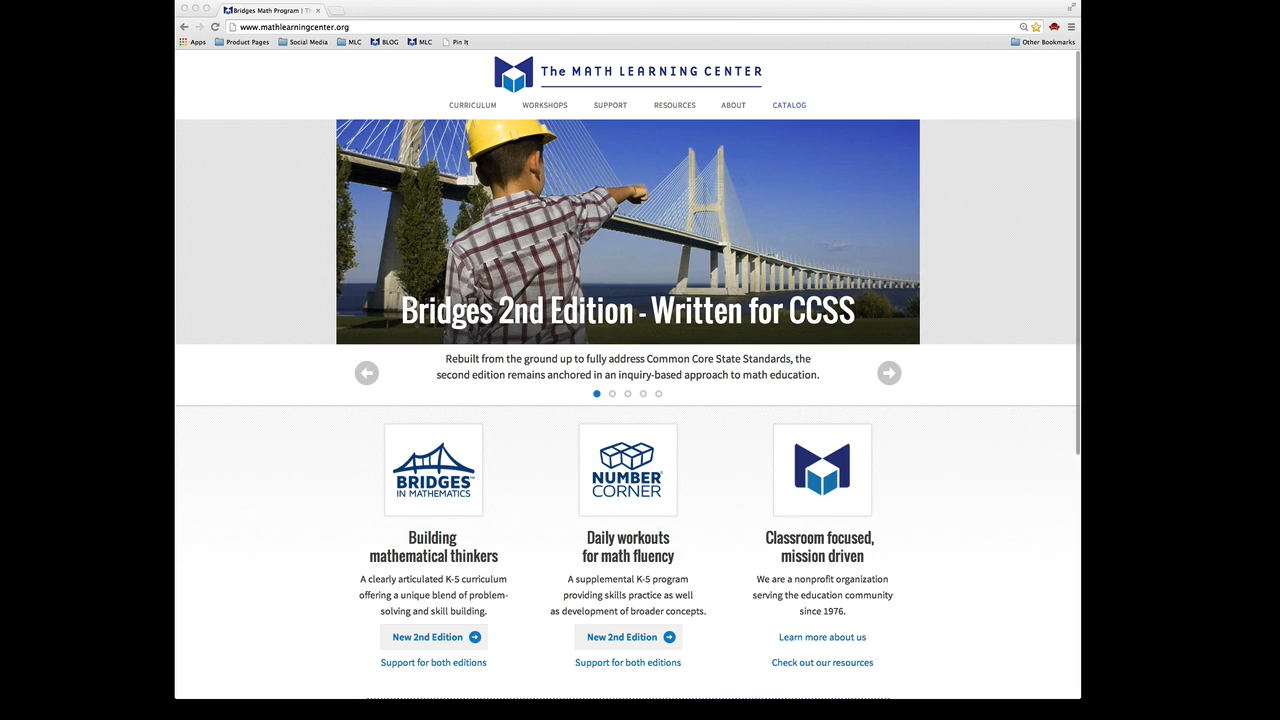 Bridges Math Program | T
www.mathlearningcenter.org
Apps Product Pages Social Media MLC BLOG MLC Pin It Other Bookmarks
The MATH LEARNING CENTER
CURRICULUM WORKSHOPS SUPPORT RESOURCES ABOUT CATALOG
Bridges 2nd Edition - Written for CCSS
Rebuilt from the ground up to fully address Common Core State Standards, the
second edition remains anchored in an inquiry-based approach to math education.
BRIDGES™
IN MATHEMATICS
Building
mathematical thinkers
A clearly articulated K-5 curriculum
offering a unique blend of problem-
solving and skill building.
New 2nd Edition
Support for both editions
NUMBER®
CORNER
Daily workouts
for math fluency
A supplemental K-5 program
providing skills practice as well
as development of broader concepts.
New 2nd Edition
Support for both editions
Classroom focused,
mission driven
We are a nonprofit organization
serving the education community
since 1976.
Learn more about us
Check out our resources